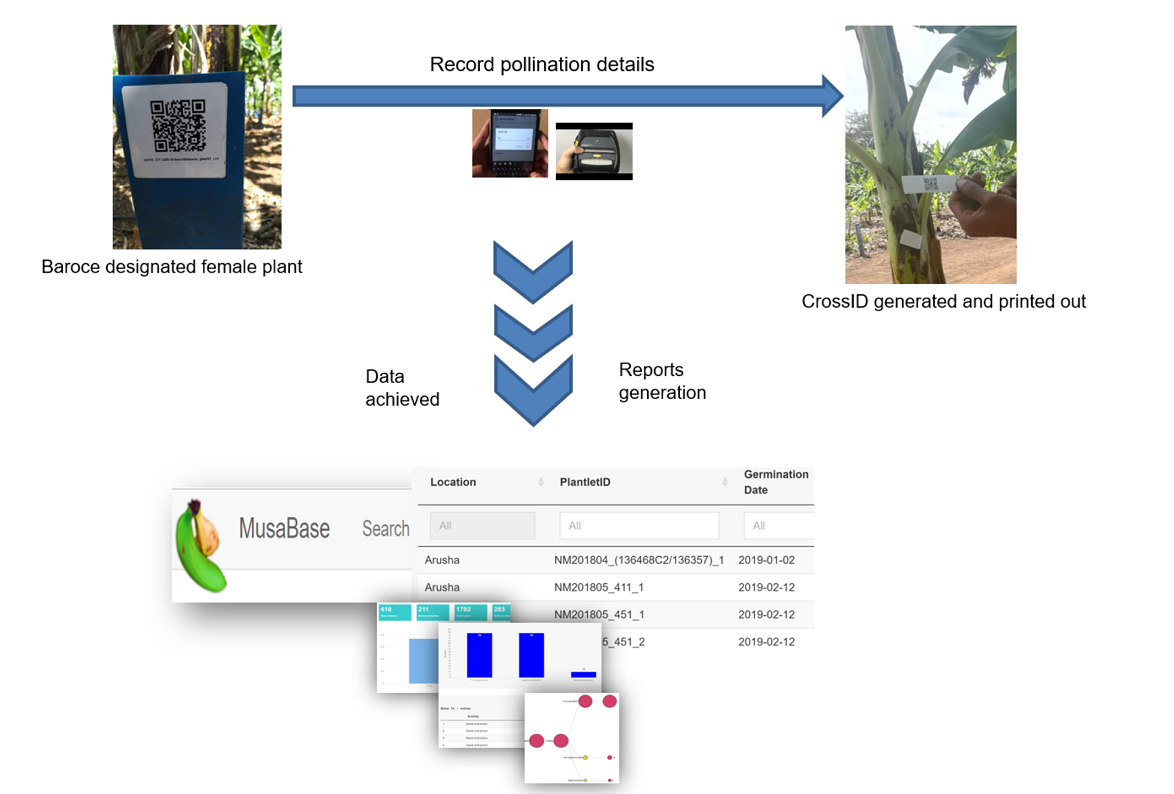 Record pollination details
Baroce designated female plant
CrossID generated and printed out
Data
achieved
Reports
generation
MusaBase Search
Location PlantletID Germination
Date
All All All
Arusha NM201804_(136468C2/136357)_1 2019-01-02
Arusha NM201805_411_1 2019-02-12
NM201805_451_1 2019-02-12
5_451_2 2019-02-12
410 211 1792 283
Activity